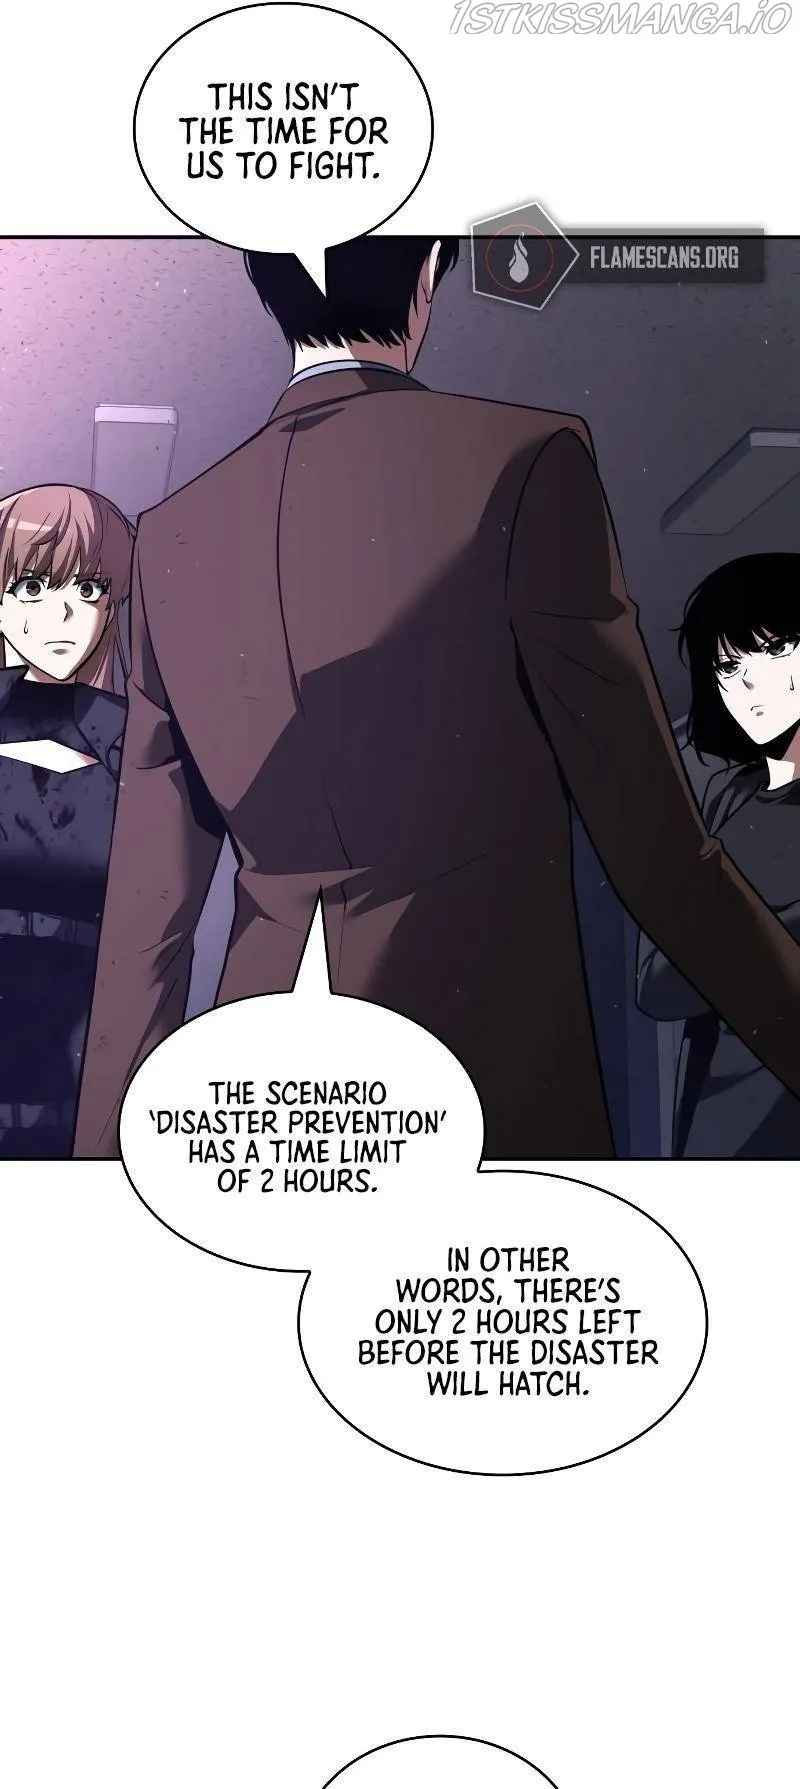 1STKISSMANGA.IO
THIS ISN'T
THE TIME FOR
US TO FIGHT.
FLAMESCANS.ORG
THE SCENARIO
'DISASTER PREVENTION'
HAS A TIME LIMIT
OF 2 HOURS.
IN OTHER
WORDS, THERE'S
ONLY 2 HOURS LEFT
BEFORE THE DISASTER
WILL HATCH.